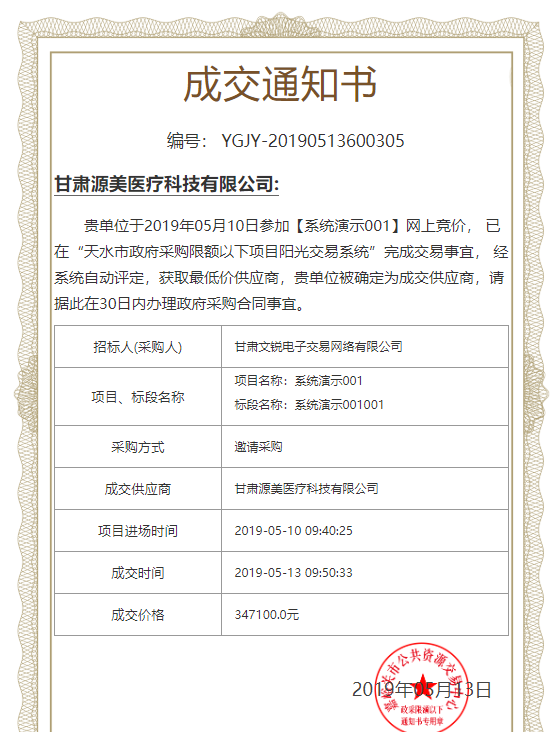 成交通知书
编号： YGJY-20190513600305
甘肃源美医疗科技有限公司:
贵单位于2019年05月10日参加【系统演示001】网上竞价， 已
在“天水市政府采购限额以下项目阳光交易系统”完成交易事宜， 经
系统自动评定，获取最低价供应商，贵单位被确定为成交供应商，请
据此在30日内办理政府采购合同事宜。
招标人(采购人) 甘肃文锐电子交易网络有限公司
项目、标段名称 项目名称：系统演示001
标段名称：系统演示001001
采购方式 邀请采购
成交供应商 甘肃源美医疗科技有限公司
项目进场时间 2019-05-10 09:40:25
成交时间 2019-05-13 09:50:33
成交价格 347100.0元
嘉峪关市公共资源交易中心
2019年05月13日
政采限额以下
通知书专用章